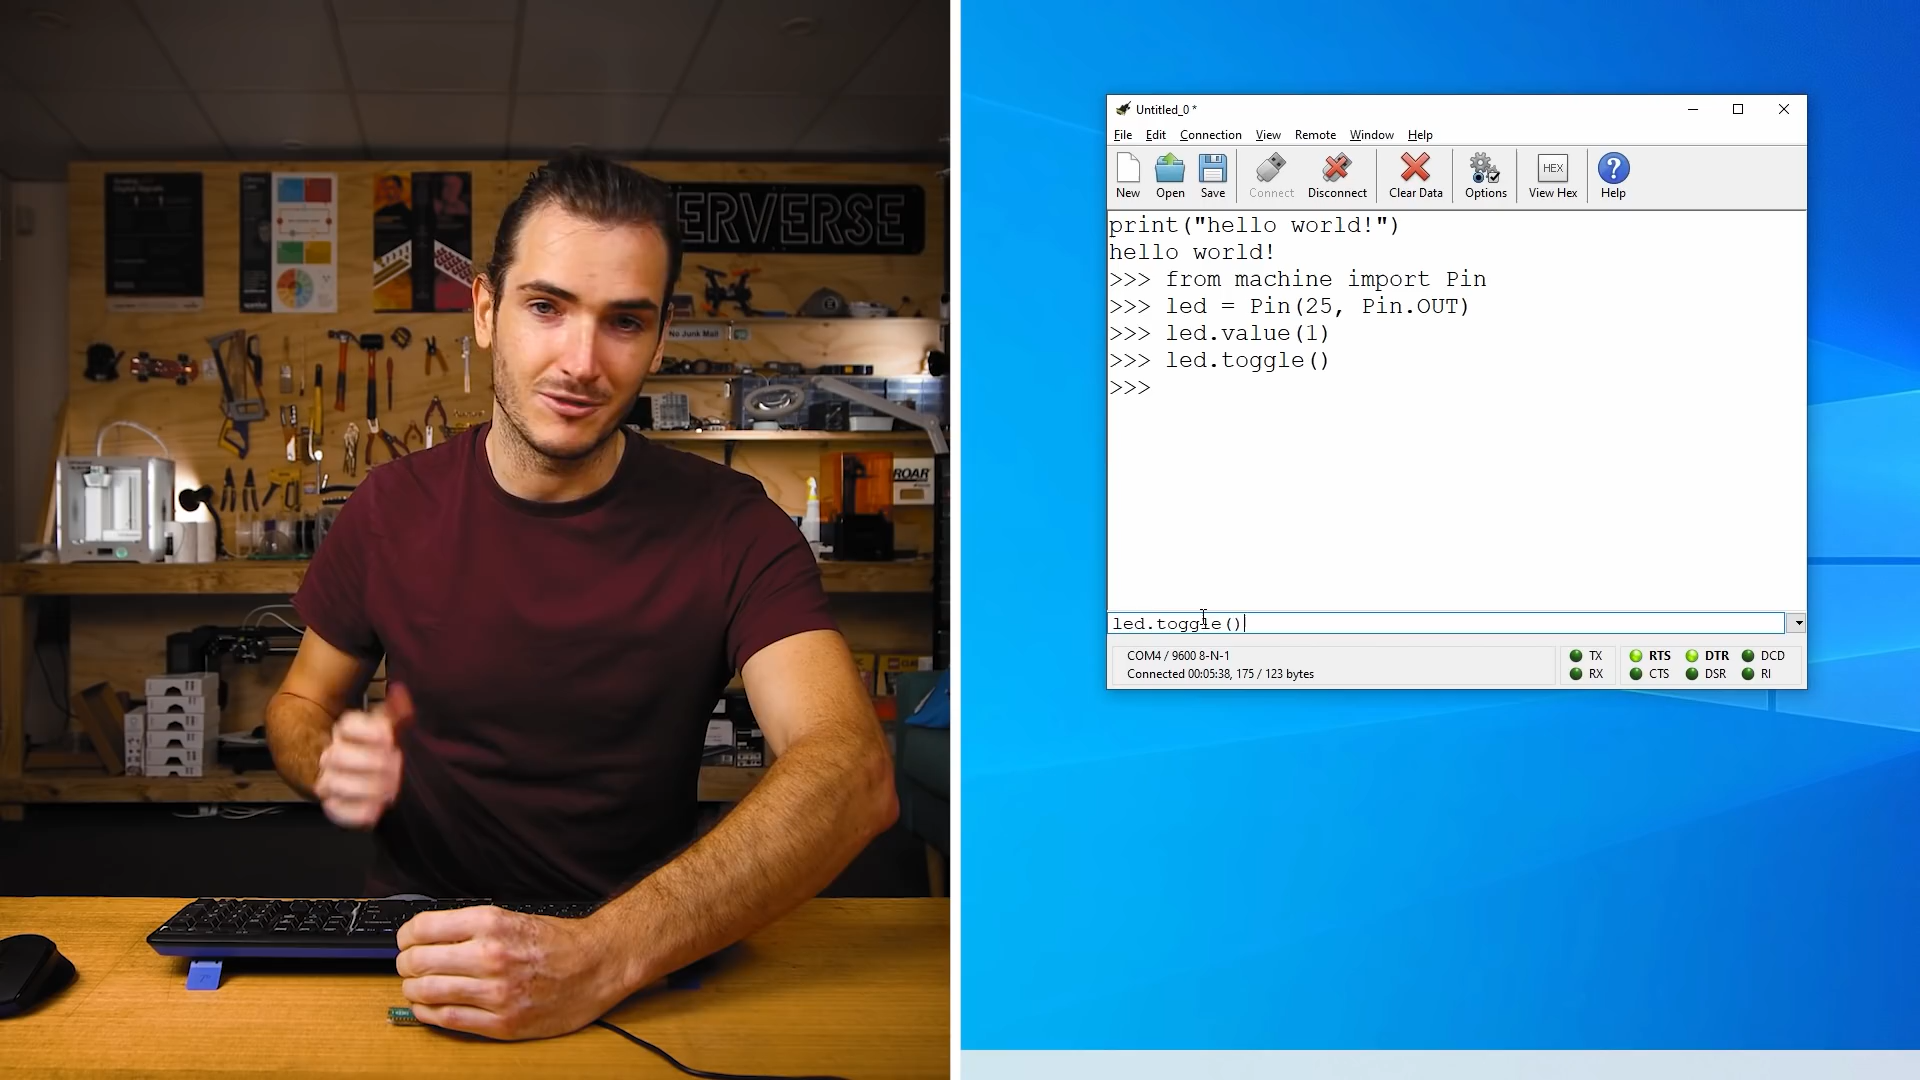 ERVERSE
No Junk Mail
ROAR
Untitled_0 *
File Edit Connection View Remote Window Help
New Open Save Connect Disconnect Clear Data Options HEX View Hex ? Help
print("hello world!")
hello world!
>>> from machine import Pin
>>> led = Pin(25, Pin.OUT)
>>> led.value(1)
>>> led.toggle()
>>>
led.toggle()
COM4 / 9600 8-N-1
Connected 00:05:38, 175 / 123 bytes
TX RTS DTR DCD
RX CTS DSR RI